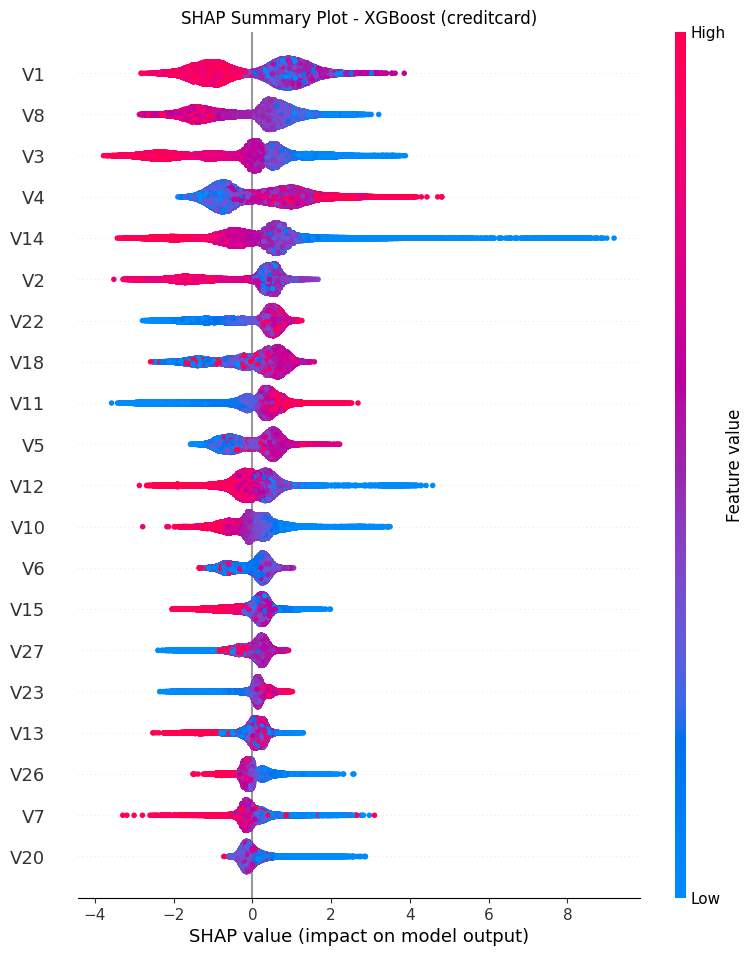 SHAP Summary Plot - XGBoost (creditcard)
High
V1
V8
V3
V4
V14
V2
V22
V18
V11
V5
V12
V10
V6
V15
V27
V23
V13
V26
V7
V20
Feature value
Low
−4 −2 0 2 4 6 8
SHAP value (impact on model output)